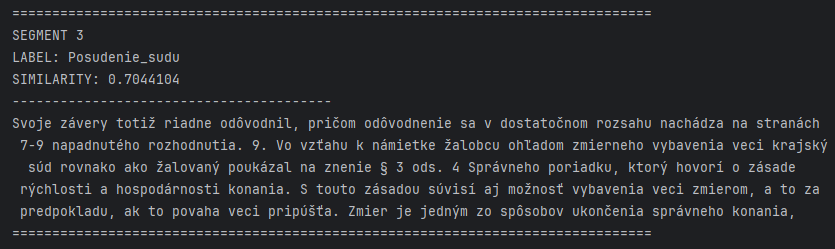 ================================================================================
SEGMENT 3
LABEL: Posudenie_sudu
SIMILARITY: 0.7044104
----------------------------------------
Svoje závery totiž riadne odôvodnil, pričom odôvodnenie sa v dostatočnom rozsahu nachádza na stranách
7-9 napadnutého rozhodnutia. 9. Vo vzťahu k námietke žalobcu ohľadom zmierneho vybavenia veci krajský
súd rovnako ako žalovaný poukázal na znenie § 3 ods. 4 Správneho poriadku, ktorý hovorí o zásade
rýchlosti a hospodárnosti konania. S touto zásadou súvisí aj možnosť vybavenia veci zmierom, a to za
predpokladu, ak to povaha veci pripúšťa. Zmier je jedným zo spôsobov ukončenia správneho konania,
================================================================================